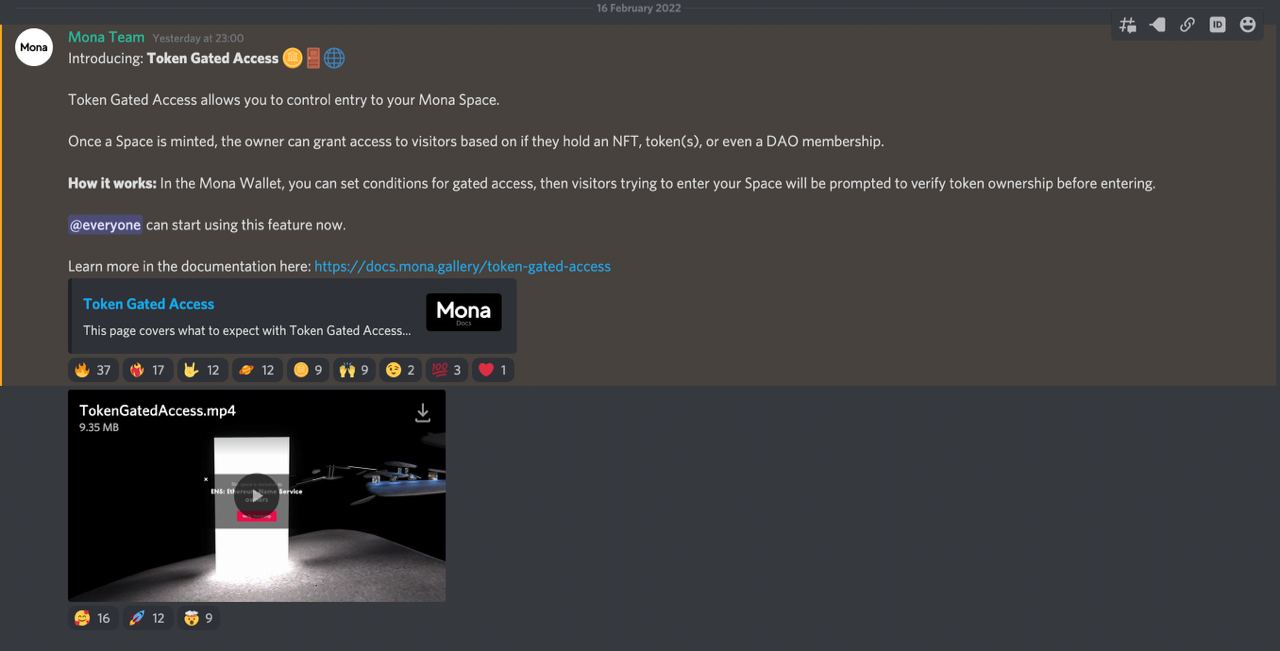 16 February 2022
Mona
Mona Team Yesterday at 23:00
ID
Introducing: Token Gated Access
Token Gated Access allows you to control entry to your Mona Space.
Once a Space is minted, the owner can grant access to visitors based on if they hold an NFT, token(s), or even a DAO membership.
How it works: In the Mona Wallet, you can set conditions for gated access, then visitors trying to enter your Space will be prompted to verify token ownership before entering.
@everyone can start using this feature now.
Learn more in the documentation here: https://docs.mona.gallery/token-gated-access
Token Gated Access
This page covers what to expect with Token Gated Access...
Mona
Docs
37 17 12 12 9 9 2 100 3 1
TokenGatedAccess.mp4
9.35 MB
ENS: Service
16 12 9